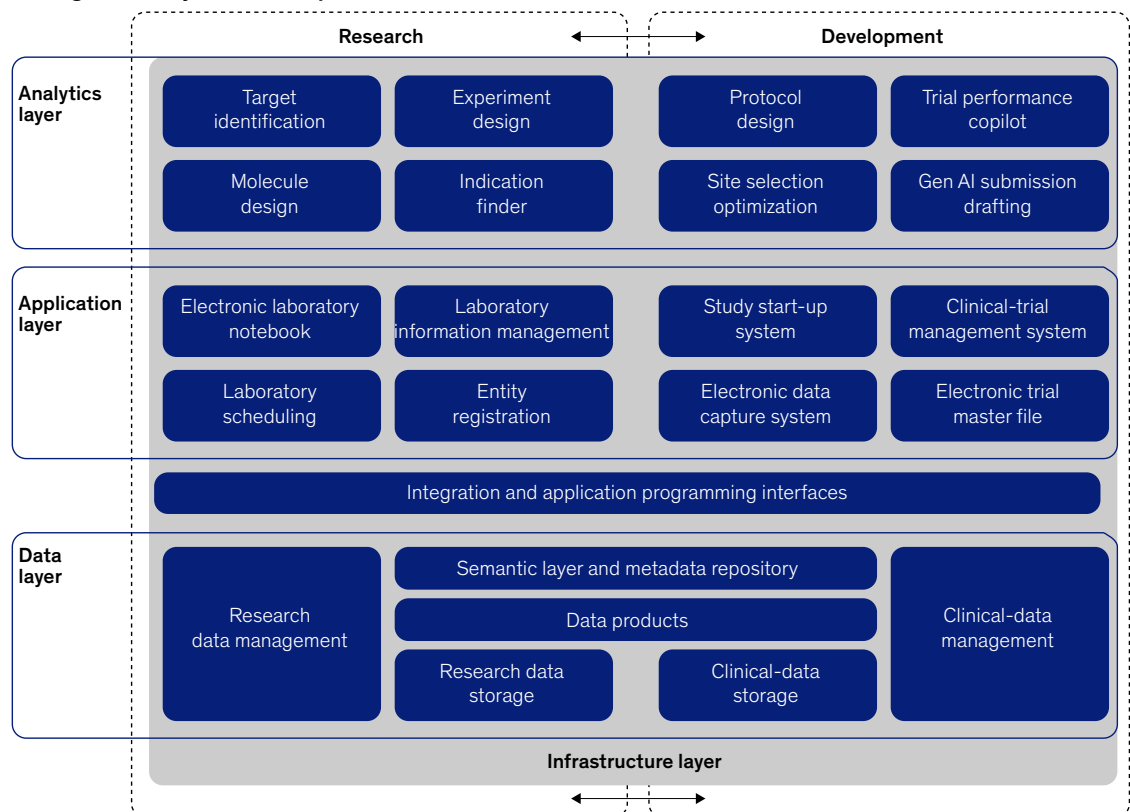 Research
Development
Analytics
layer
Target
identification
Experiment
design
Protocol
design
Trial performance
copilot
Molecule
design
Indication
finder
Site selection
optimization
Gen AI submission
drafting
Application
layer
Electronic laboratory
notebook
Laboratory
information management
Study start-up
system
Clinical-trial
management system
Laboratory
scheduling
Entity
registration
Electronic data
capture system
Electronic trial
master file
Integration and application programming interfaces
Data
layer
Research
data management
Semantic layer and metadata repository
Data products
Research data
storage
Clinical-data
storage
Clinical-data
management
Infrastructure layer